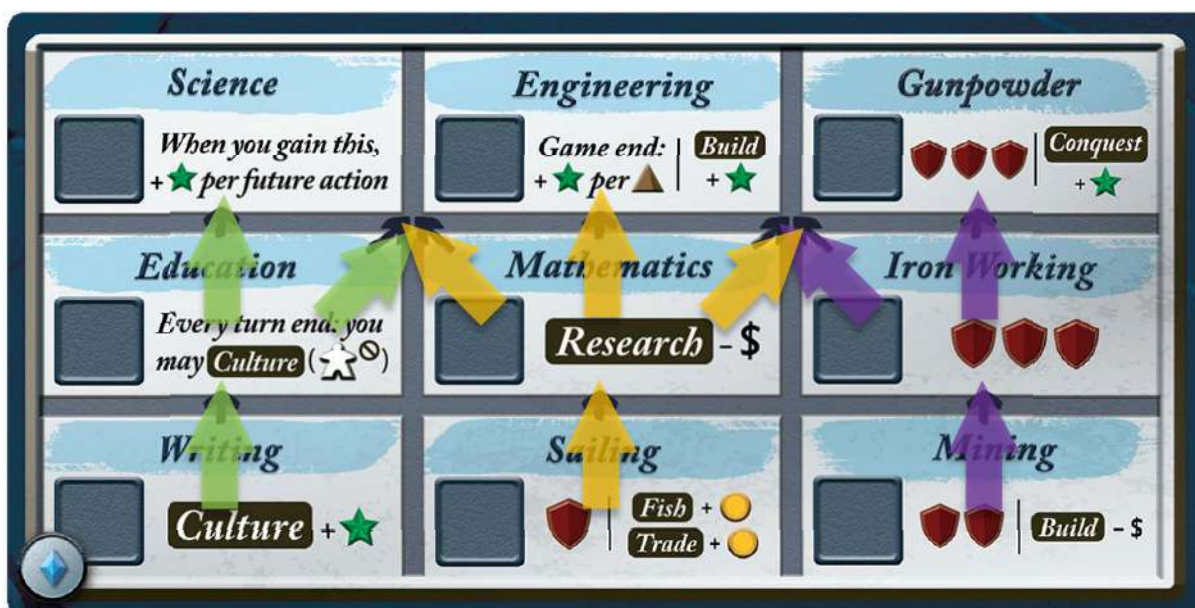 Science
When you gain this,
+ per future action
Engineering
Game end:
+ per
Build
+
Gunpowder
Conquest
+
Education
Every turn end: you
may Culture ( )
Mathematics
Research - $
Iron Working
Writing
Culture +
Sailing
Fish +
Trade +
Mining
Build - $